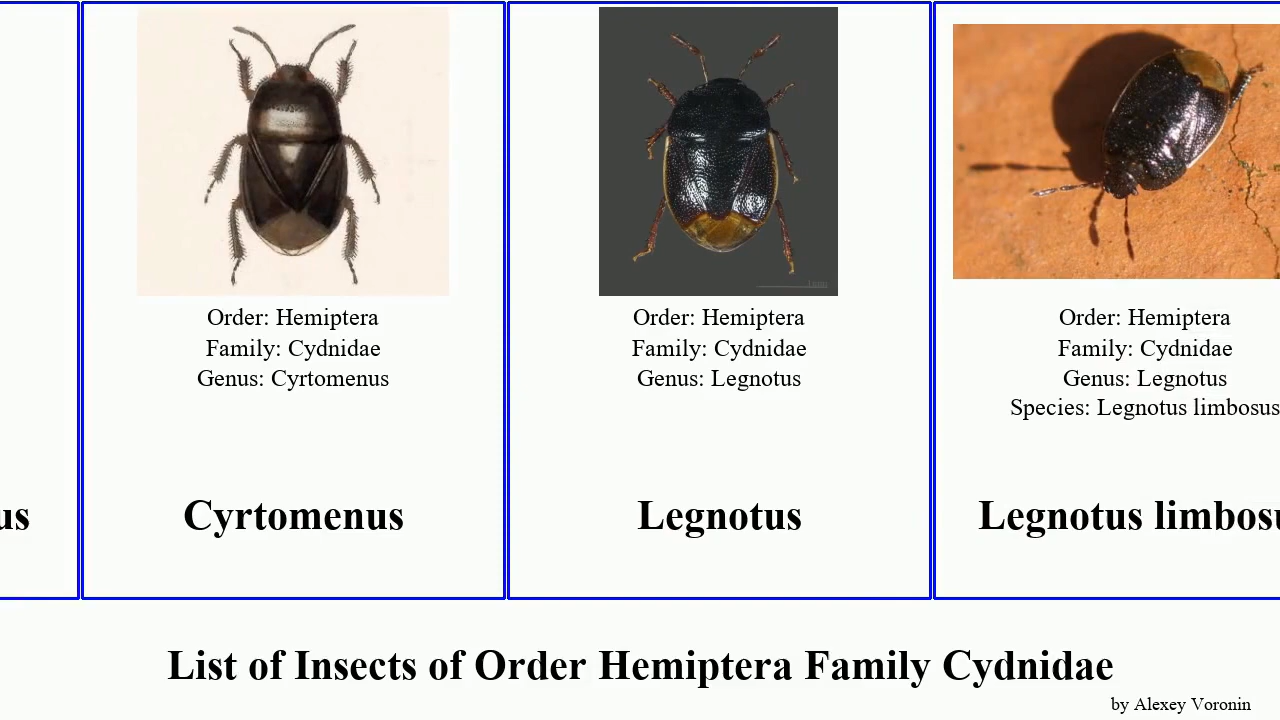 us
Order: Hemiptera
Family: Cydnidae
Genus: Cyrtomenus
Cyrtomenus
Order: Hemiptera
Family: Cydnidae
Genus: Legnotus
Legnotus
Order: Hemiptera
Family: Cydnidae
Genus: Legnotus
Species: Legnotus limbosus
Legnotus limbosu
List of Insects of Order Hemiptera Family Cydnidae
by Alexey Voronin